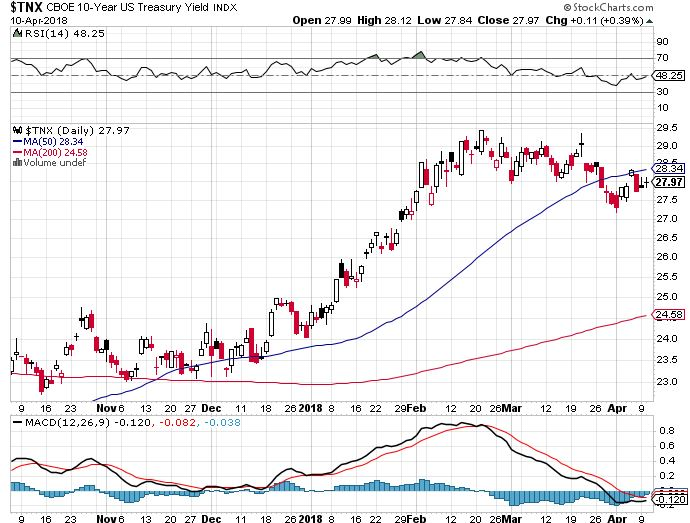 $TNX CBOE 10-Year US Treasury Yield INDX © StockCharts.com
10-Apr-2018 Open 27.99 High 28.12 Low 27.84 Close 27.97 Chg +0.11 (+0.39%)
RSI(14) 48.25
90
70
48.25
30
10
$TNX (Daily) 27.97
MA(50) 28.34
MA(200) 24.58
Volume undef
29.5
29.0
28.34
27.97
27.5
27.0
26.5
26.0
25.5
25.0
24.58
24.0
23.5
23.0
9 16 23 Nov 6 13 20 27 Dec 11 18 26 2018 8 16 22 29 Feb 12 20 26 Mar 12 19 26 Apr 9
MACD(12,26,9) -0.120, -0.082, -0.038
0.8
0.6
0.4
0.2
-0.120
9 16 23 Nov 6 13 20 27 Dec 11 18 26 2018 8 16 22 29 Feb 12 20 26 Mar 12 19 26 Apr 9